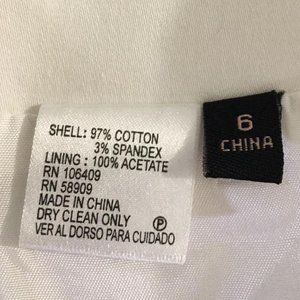 SHELL: 97% COTTON
3% SPANDEX
LINING : 100% ACETATE
RN 106409
RN 58909
MADE IN CHINA
DRY CLEAN ONLY P
VER AL DORSO PARA CUIDADO
6
CHINA